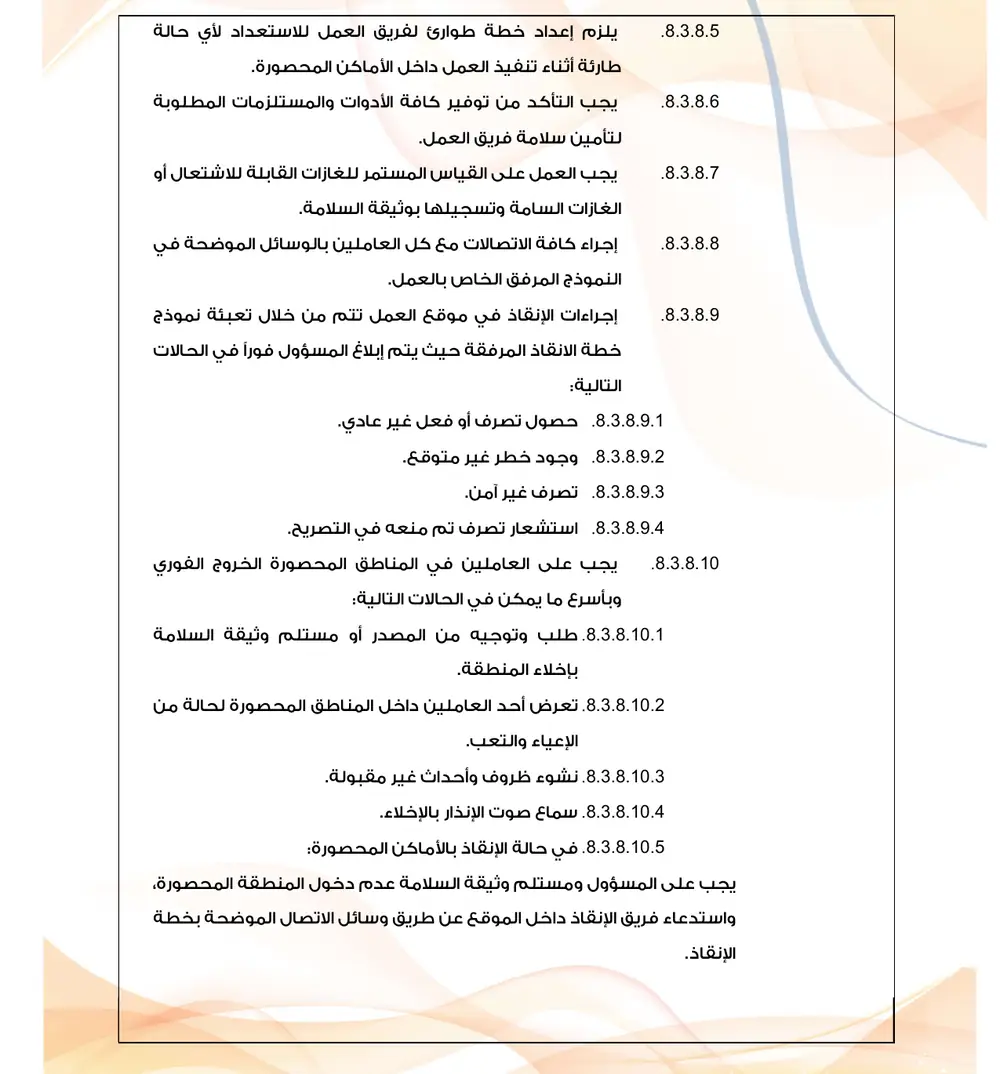 8.3.8.5. يلزم إعداد خطة طوارئ لفريق العمل للاستعداد لأي حالة
طارئة أثناء تنفيذ العمل داخل الأماكن المحصورة.
8.3.8.6. يجب التأكد من توفير كافة الأدوات والمستلزمات المطلوبة
لتأمين سلامة فريق العمل.
8.3.8.7. يجب العمل على القياس المستمر للغازات القابلة للاشتعال أو
الغازات السامة وتسجيلها بوثيقة السلامة.
8.3.8.8. إجراء كافة الاتصالات مع كل العاملين بالوسائل الموضحة في
النموذج المرفق الخاص بالعمل.
8.3.8.9. إجراءات الإنقاذ في موقع العمل تتم من خلال تعبئة نموذج
خطة الانقاذ المرفقة حيث يتم إبلاغ المسؤول فوراً في الحالات
التالية:
8.3.8.9.1. حصول تصرف أو فعل غير عادي.
8.3.8.9.2. وجود خطر غير متوقع.
8.3.8.9.3. تصرف غير آمن.
8.3.8.9.4. استشعار تصرف تم منعه في التصريح.
8.3.8.10. يجب على العاملين في المناطق المحصورة الخروج الفوري
وبأسرع ما يمكن في الحالات التالية:
8.3.8.10.1. طلب وتوجيه من المصدر أو مستلم وثيقة السلامة
بإخلاء المنطقة.
8.3.8.10.2. تعرض أحد العاملين داخل المناطق المحصورة لحالة من
الإعياء والتعب.
8.3.8.10.3. نشوء ظروف وأحداث غير مقبولة.
8.3.8.10.4. سماع صوت الإنذار بالإخلاء.
8.3.8.10.5. في حالة الإنقاذ بالأماكن المحصورة:
يجب على المسؤول ومستلم وثيقة السلامة عدم دخول المنطقة المحصورة،
واستدعاء فريق الإنقاذ داخل الموقع عن طريق وسائل الاتصال الموضحة بخطة
الإنقاذ.